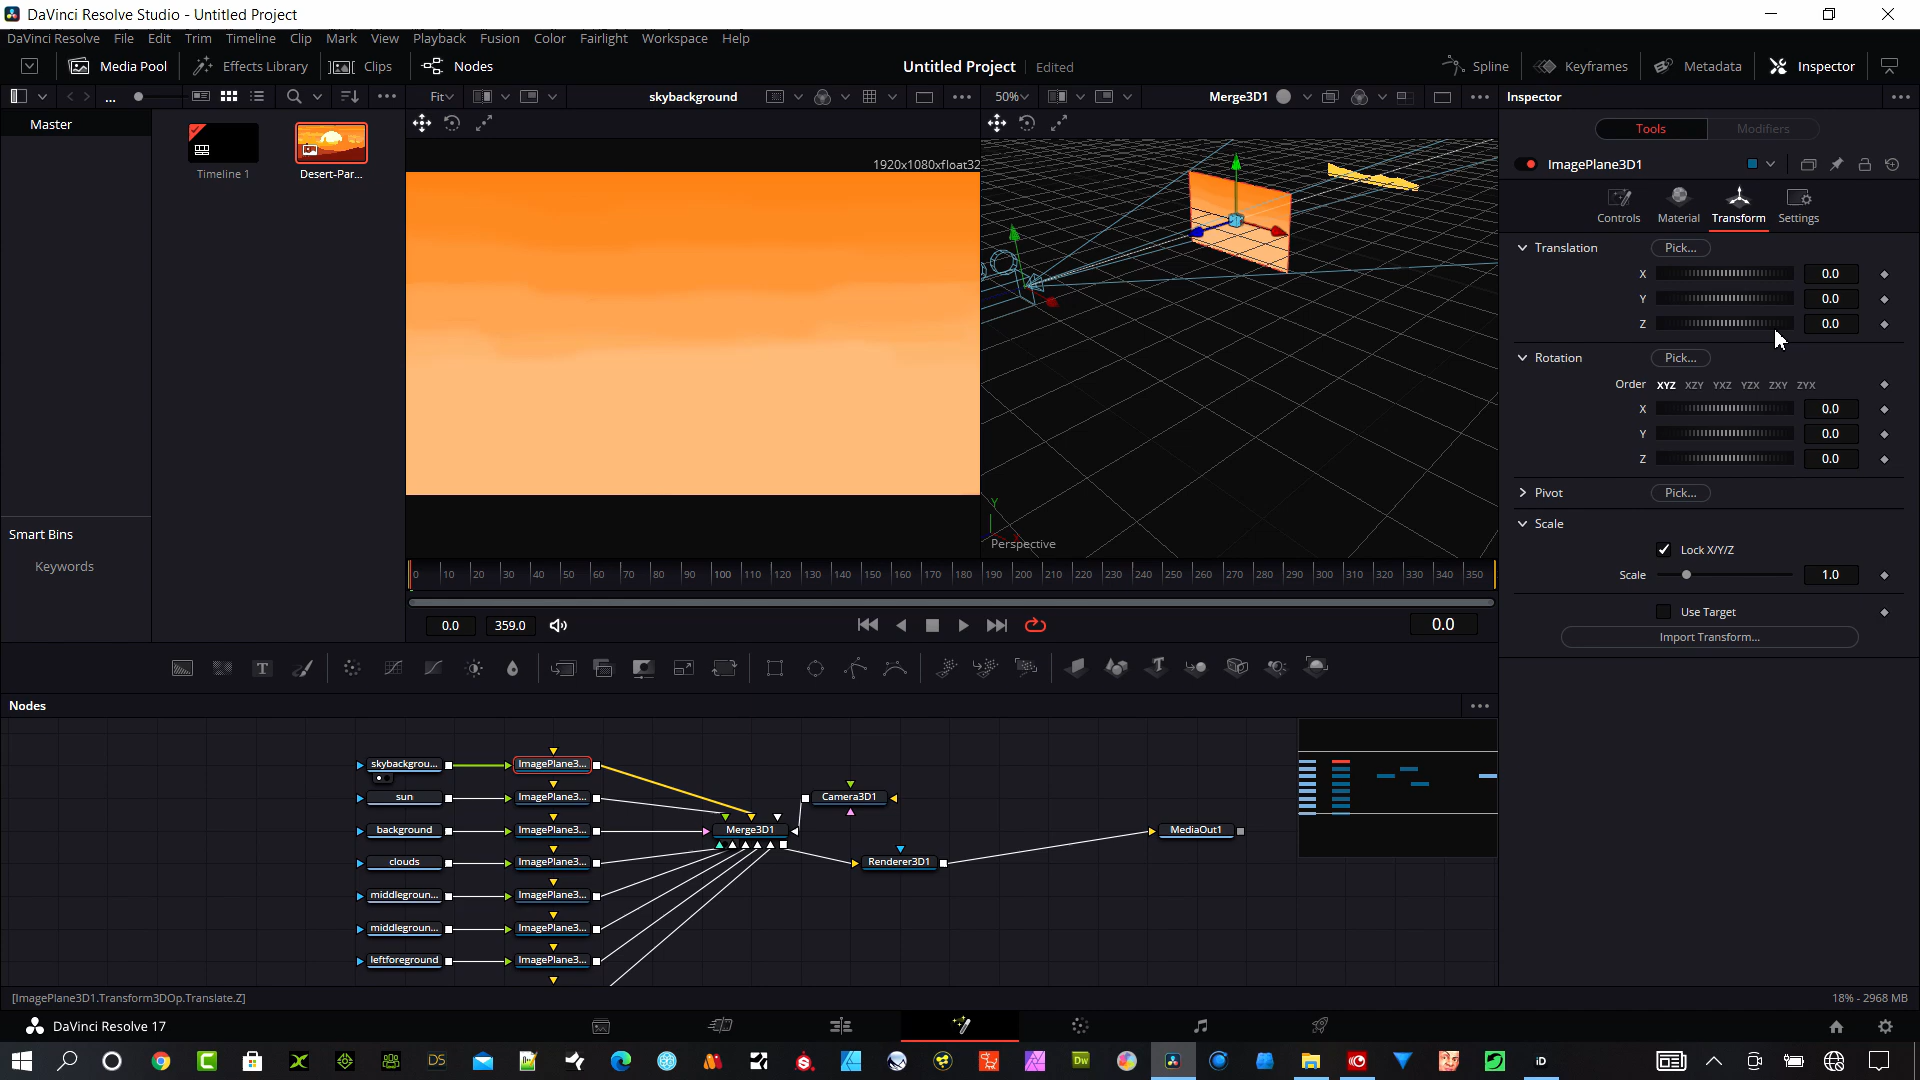 DaVinci Resolve Studio - Untitled Project
DaVinci Resolve File Edit Trim Timeline Clip Mark View Playback Fusion Color Fairlight Workspace Help
Media Pool Effects Library Clips Nodes Untitled Project Edited Spline Keyframes Metadata Inspector
... Fit skybackground 50% Merge3D1 Inspector
Master
Timeline 1
Desert-Par...
1920x1080xfloat32
Perspective
Y
Tools Modifiers
ImagePlane3D1
Controls Material Transform Settings
Translation Pick...
X 0.0
Y 0.0
Z 0.0
Rotation Pick...
Order XYZ XZY YXZ YZX ZXY ZYX
X 0.0
Y 0.0
Z 0.0
Pivot Pick...
Scale
Lock X/Y/Z
Scale 1.0
Use Target
Import Transform...
Smart Bins
Keywords
0 10 20 30 40 50 60 70 80 90 100 110 120 130 140 150 160 170 180 190 200 210 220 230 240 250 260 270 280 290 300 310 320 330 340 350
0.0 359.0 0.0
T
Nodes
skybackgrou... ImagePlane3...
sun ImagePlane3... Camera3D1
background ImagePlane3... Merge3D1 MediaOut1
clouds ImagePlane3... Renderer3D1
middlegroun... ImagePlane3...
middlegroun... ImagePlane3...
leftforeground ImagePlane3...
[ImagePlane3D1.Transform3DOp.Translate.Z] 18% - 2968 MB
DaVinci Resolve 17
DS Dw iD